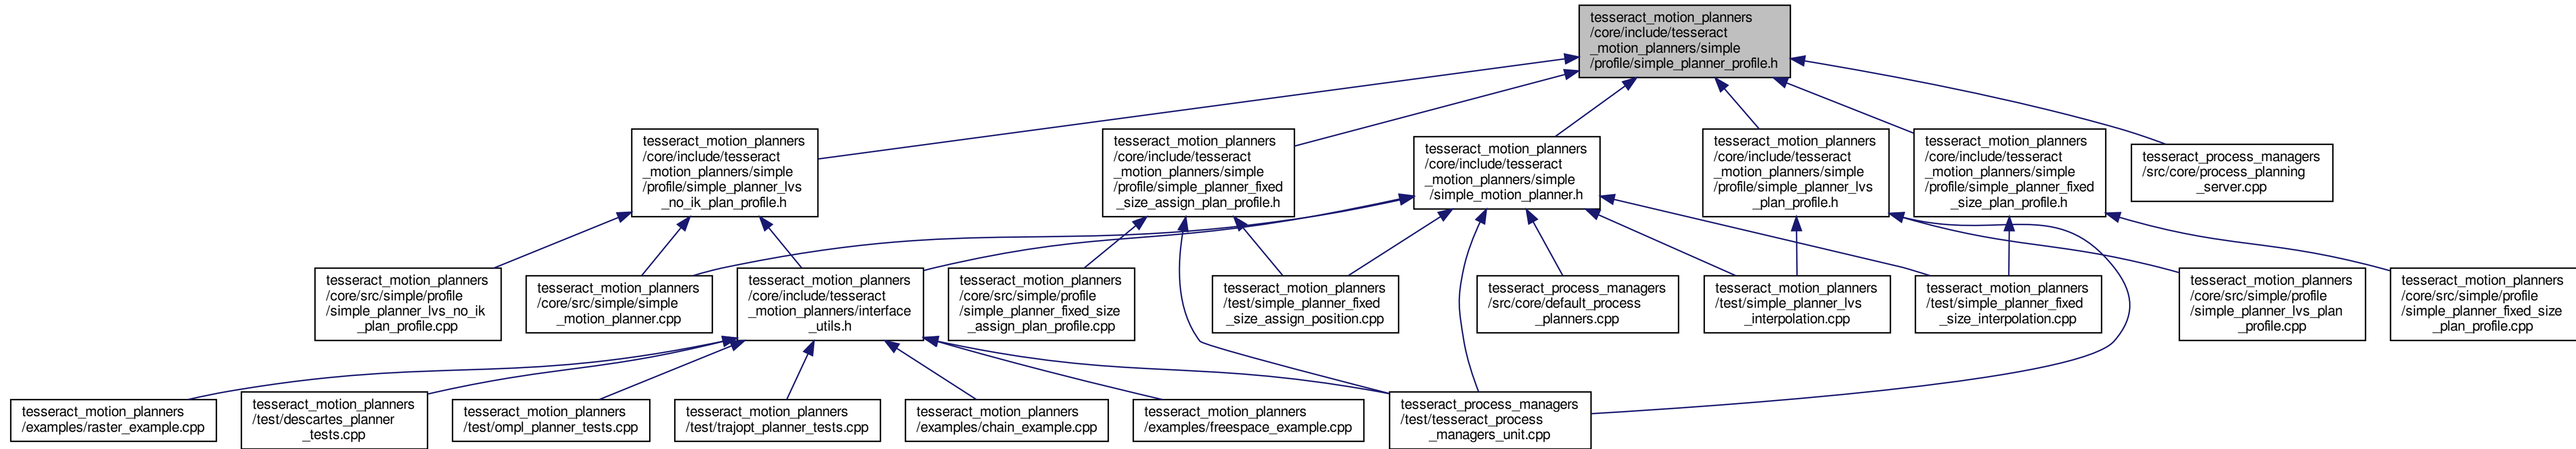 tesseract_motion_planners
/core/include/tesseract
_motion_planners/simple
/profile/simple_planner_profile.h
tesseract_motion_planners
/core/include/tesseract
_motion_planners/simple
/profile/simple_planner_lvs
_no_ik_plan_profile.h
tesseract_motion_planners
/core/include/tesseract
_motion_planners/simple
/profile/simple_planner_fixed
_size_assign_plan_profile.h
tesseract_motion_planners
/core/include/tesseract
_motion_planners/simple
/simple_motion_planner.h
tesseract_motion_planners
/core/include/tesseract
_motion_planners/simple
/profile/simple_planner_lvs
_plan_profile.h
tesseract_motion_planners
/core/include/tesseract
_motion_planners/simple
/profile/simple_planner_fixed
_size_plan_profile.h
tesseract_process_managers
/src/core/process_planning
_server.cpp
tesseract_motion_planners
/core/src/simple/profile
/simple_planner_lvs_no_ik
_plan_profile.cpp
tesseract_motion_planners
/core/src/simple/simple
_motion_planner.cpp
tesseract_motion_planners
/core/include/tesseract
_motion_planners/interface
_utils.h
tesseract_motion_planners
/core/src/simple/profile
/simple_planner_fixed_size
_assign_plan_profile.cpp
tesseract_motion_planners
/test/simple_planner_fixed
_size_assign_position.cpp
tesseract_process_managers
/src/core/default_process
_planners.cpp
tesseract_motion_planners
/test/simple_planner_lvs
_interpolation.cpp
tesseract_motion_planners
/test/simple_planner_fixed
_size_interpolation.cpp
tesseract_motion_planners
/core/src/simple/profile
/simple_planner_lvs_plan
_profile.cpp
tesseract_motion_planners
/core/src/simple/profile
/simple_planner_fixed_size
_plan_profile.cpp
tesseract_motion_planners
/examples/raster_example.cpp
tesseract_motion_planners
/test/descartes_planner
_tests.cpp
tesseract_motion_planners
/test/ompl_planner_tests.cpp
tesseract_motion_planners
/test/trajopt_planner_tests.cpp
tesseract_motion_planners
/examples/chain_example.cpp
tesseract_motion_planners
/examples/freespace_example.cpp
tesseract_process_managers
/test/tesseract_process
_managers_unit.cpp